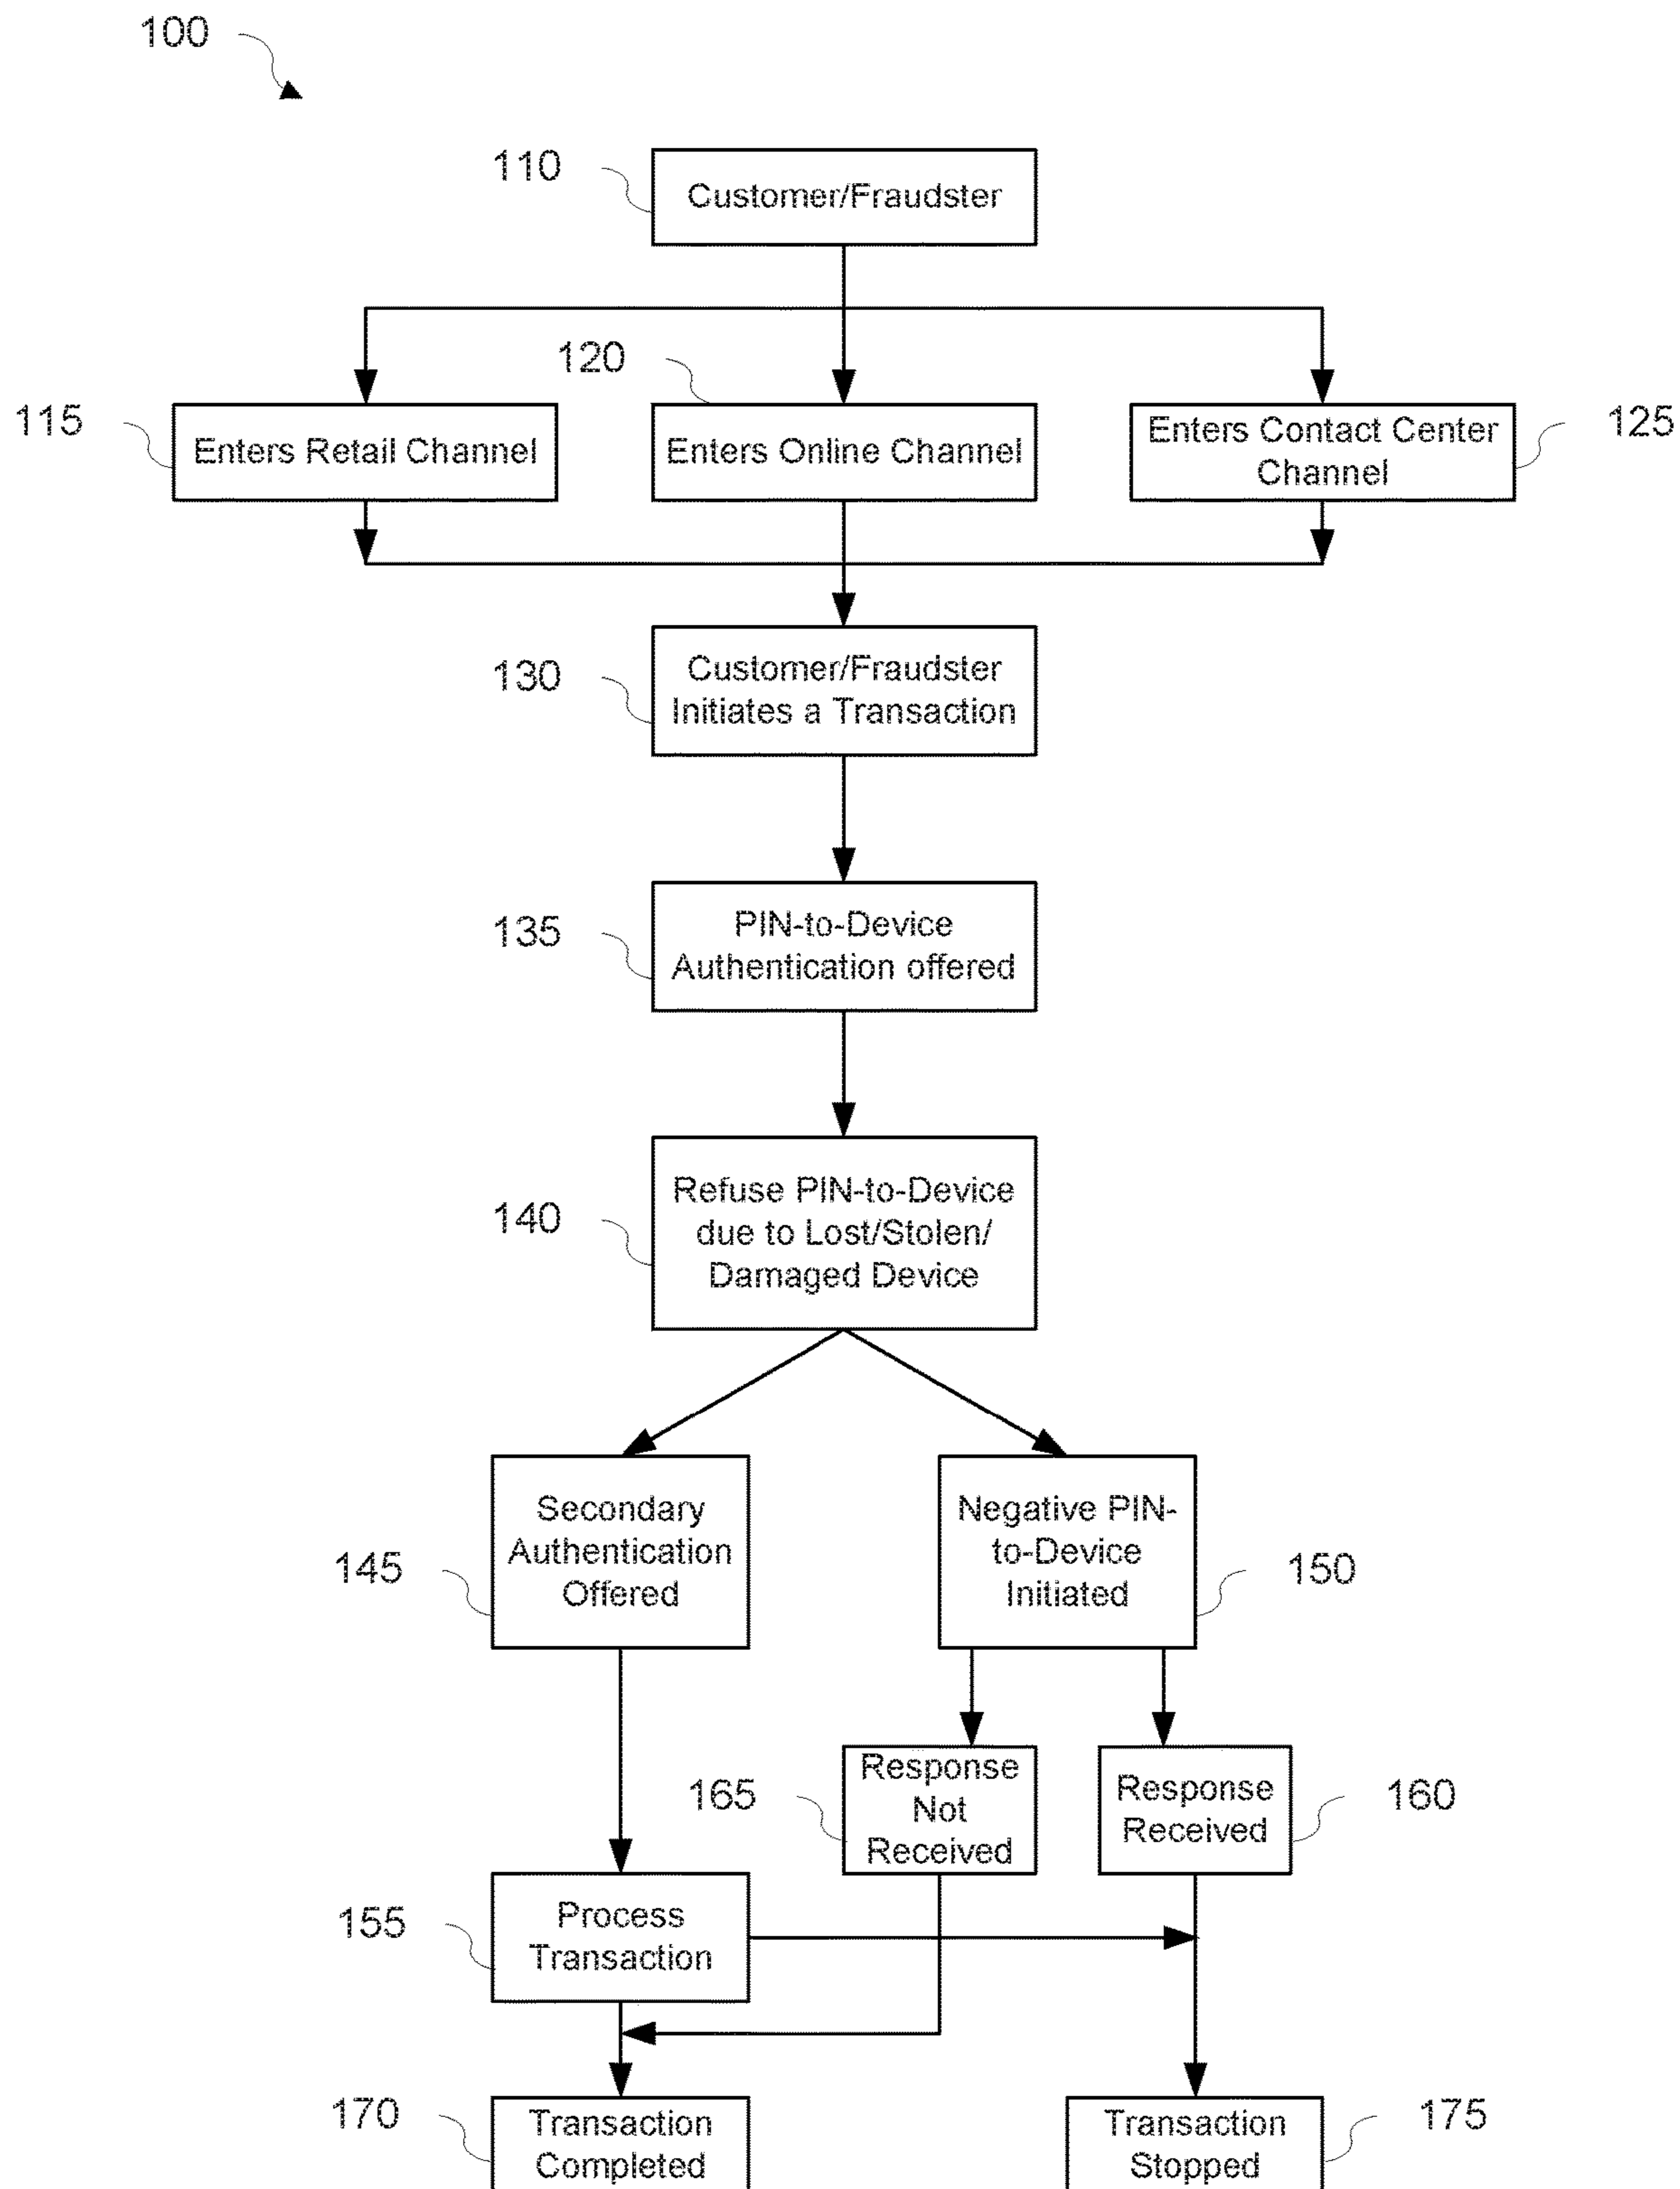 100
110
Customer/Fraudster
120
115
Enters Retail Channel
Enters Online Channel
Enters Contact Center
Channel
125
130
Customer/Fraudster
Initiates a Transaction
135
PIN-to-Device
Authentication offered
140
Refuse PIN-to-Device
due to Lost/Stolen/
Damaged Device
145
Secondary
Authentication
Offered
Negative PIN-
to-Device
Initiated
150
165
Response
Not
Received
Response
Received
160
155
Process
Transaction
170
Transaction
Completed
Transaction
Stopped
175